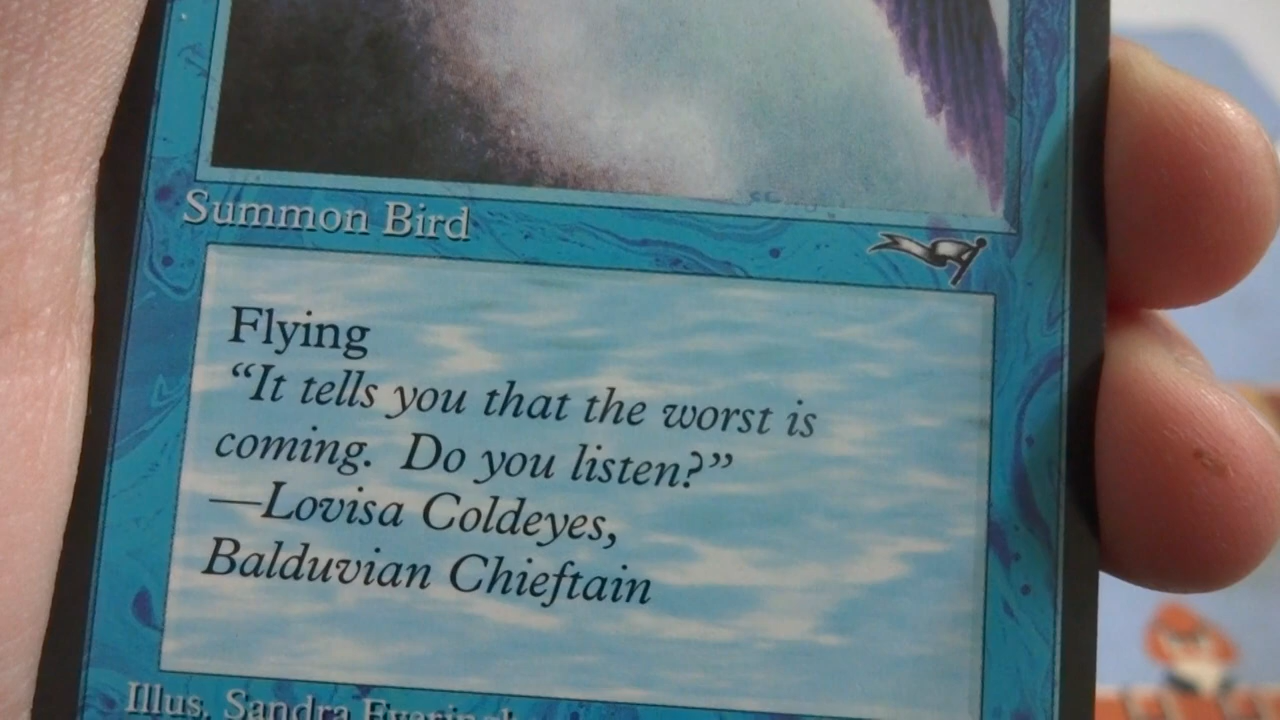 Summon Bird
Flying
“It tells you that the worst is
coming. Do you listen?”
—Lovisa Coldeyes,
Balduvian Chieftain
Illus. Sandra